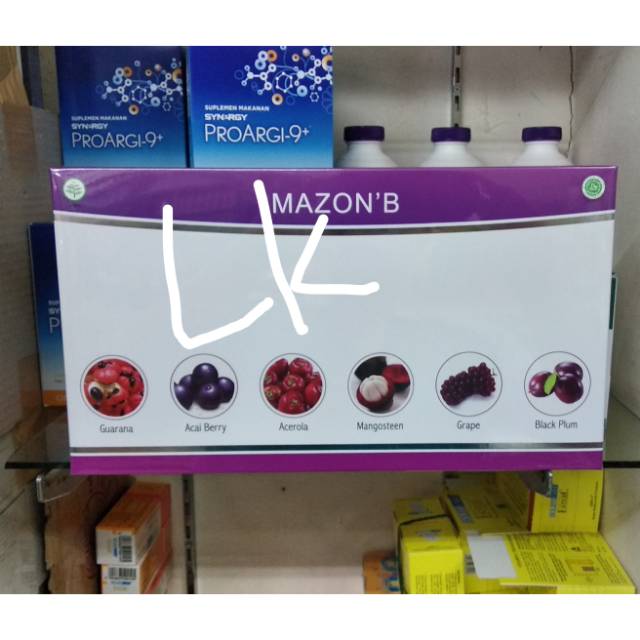 SUPLEMEN MAKANAN
SYNERGY
PROARGI-9+
SUPLEMEN MAKANAN
SYNERGY
PROARGI-9+
MAZON'B
LK
Guarana
Acai Berry
Acerola
Mangosteen
Grape
Black Plum